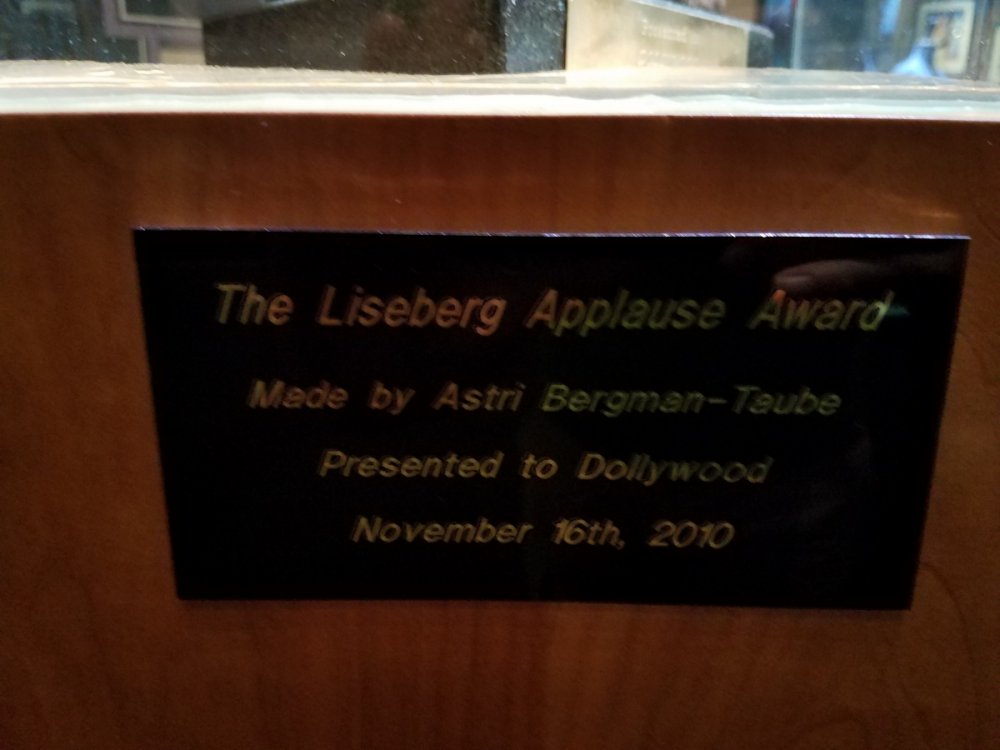 The Liseberg Applause Award
Made by Astri Bergman-Taube
Presented to Dollywood
November 16th, 2010